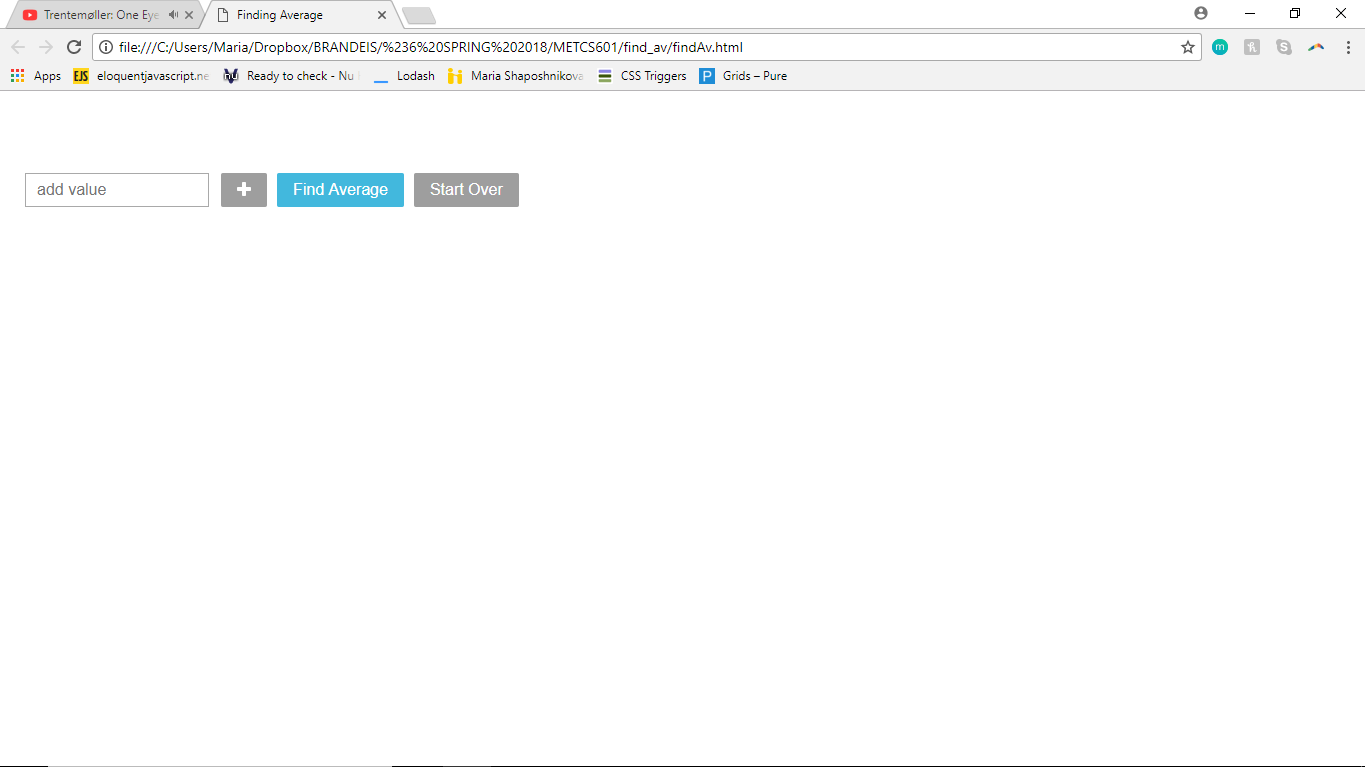 Trentemøller: One Eye
Finding Average
file:///C:/Users/Maria/Dropbox/BRANDEIS/%236%20SPRING%202018/METCS601/find_av/findAv.html
m
hy
S
Apps
EJS
eloquentjavascript.ne
nu
Ready to check - Nu
Lodash
Maria Shaposhnikova
CSS Triggers
P
Grids – Pure
add value
+
Find Average
Start Over